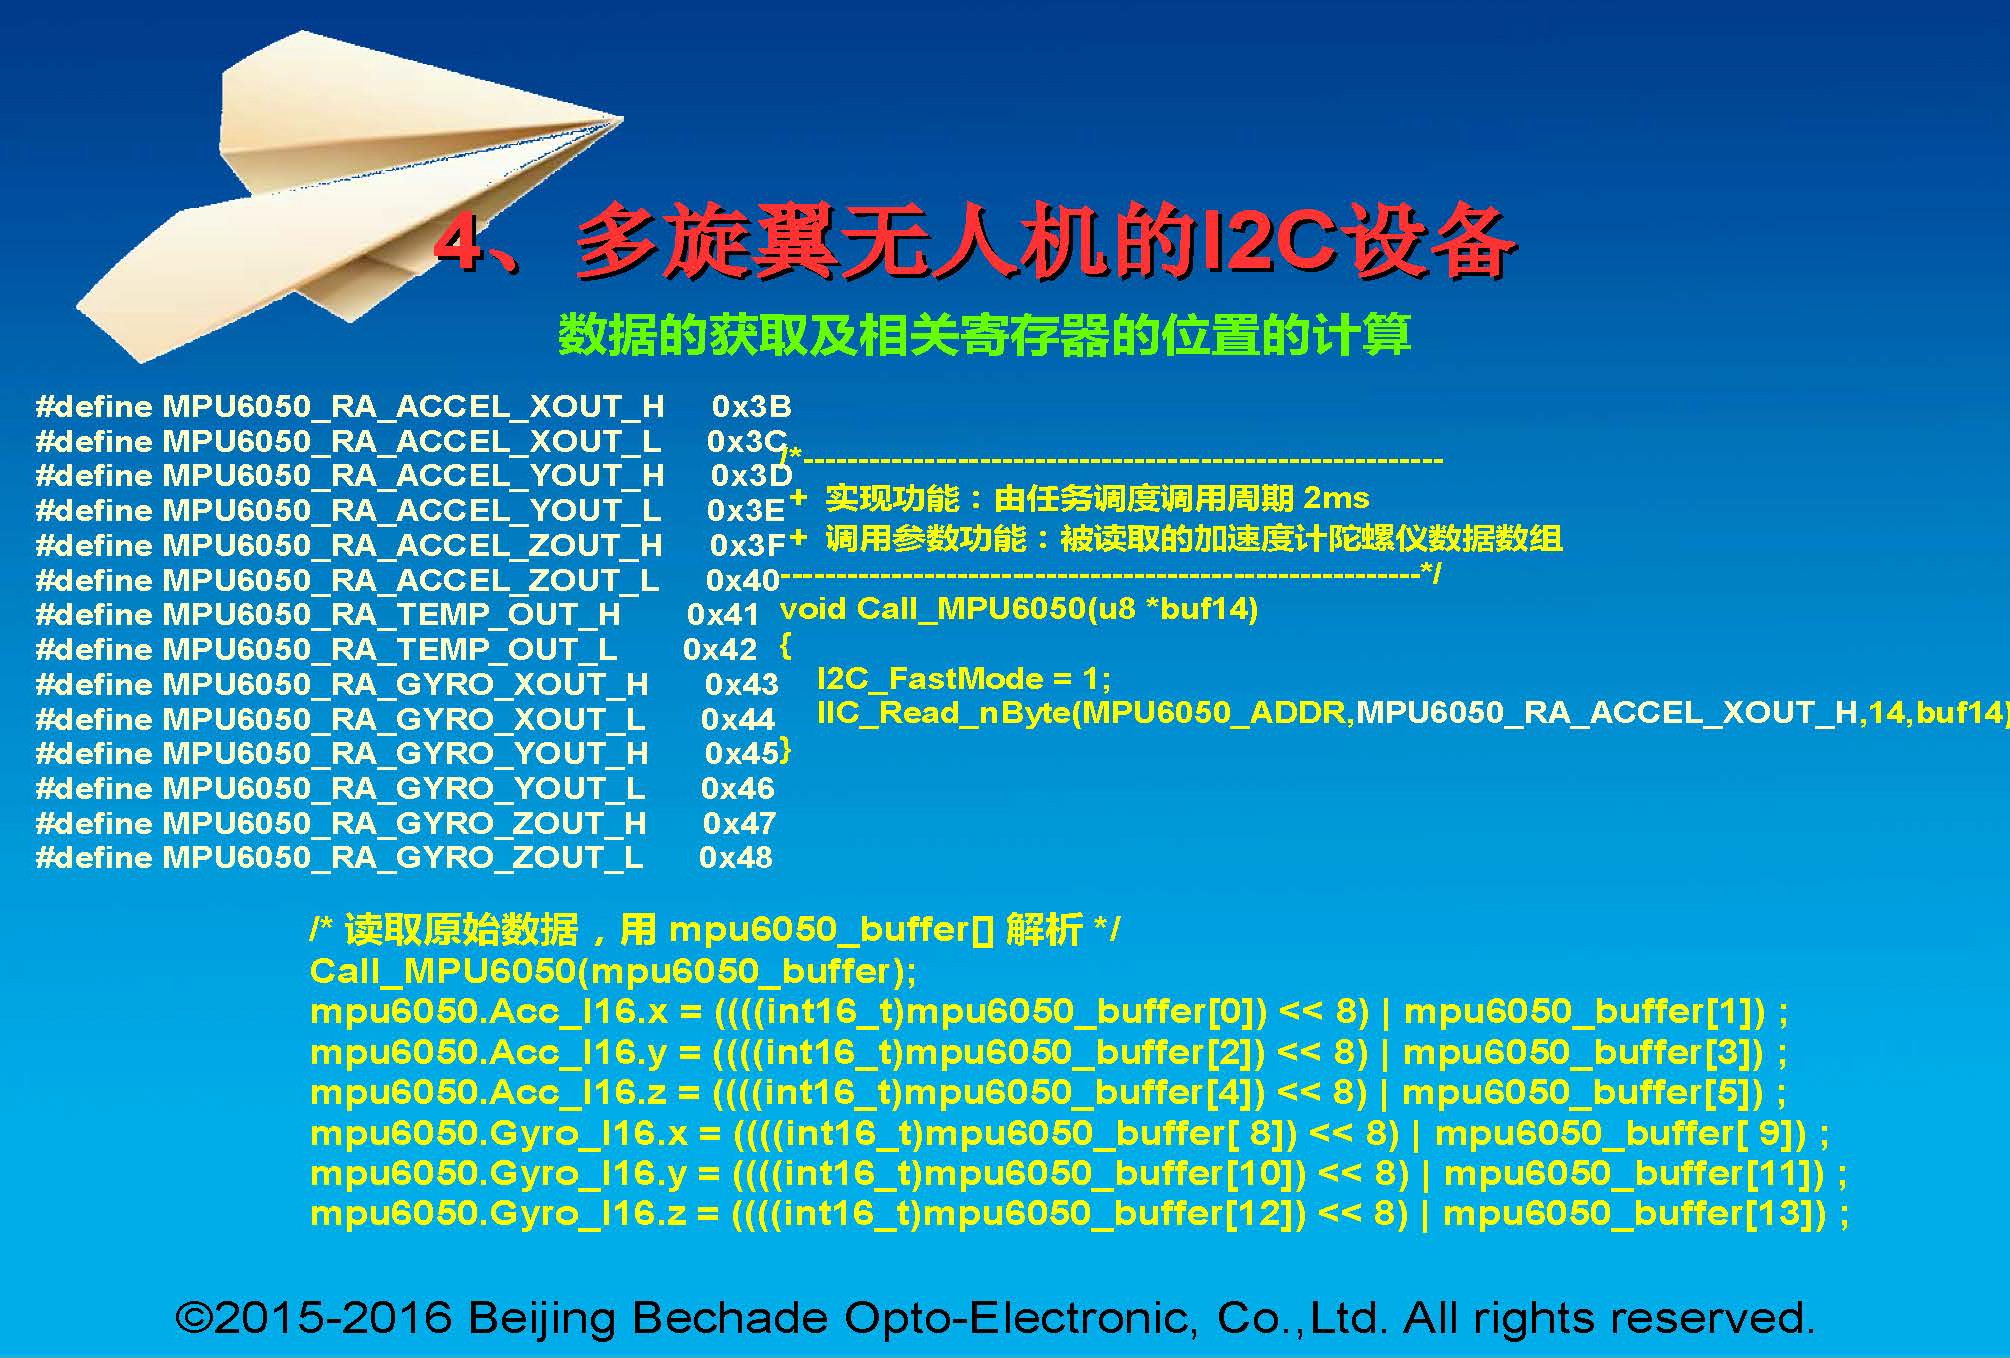 4、多旋翼无人机的I2C设备
数据的获取及相关寄存器的位置的计算
#define MPU6050_RA_ACCEL_XOUT_H 0x3B
#define MPU6050_RA_ACCEL_XOUT_L 0x3C
#define MPU6050_RA_ACCEL_YOUT_H 0x3D
#define MPU6050_RA_ACCEL_YOUT_L 0x3E
#define MPU6050_RA_ACCEL_ZOUT_H 0x3F
#define MPU6050_RA_ACCEL_ZOUT_L 0x40
#define MPU6050_RA_TEMP_OUT_H 0x41
#define MPU6050_RA_TEMP_OUT_L 0x42
#define MPU6050_RA_GYRO_XOUT_H 0x43
#define MPU6050_RA_GYRO_XOUT_L 0x44
#define MPU6050_RA_GYRO_YOUT_H 0x45
#define MPU6050_RA_GYRO_YOUT_L 0x46
#define MPU6050_RA_GYRO_ZOUT_H 0x47
#define MPU6050_RA_GYRO_ZOUT_L 0x48
/*----------------------------------------------------------
+ 实现功能：由任务调度调用周期 2ms
+ 调用参数功能：被读取的加速度计陀螺仪数据数组
----------------------------------------------------------*/
void Call_MPU6050(u8 *buf14)
{
I2C_FastMode = 1;
IIC_Read_nByte(MPU6050_ADDR,MPU6050_RA_ACCEL_XOUT_H,14,buf14)
}
/* 读取原始数据，用 mpu6050_buffer[] 解析 */
Call_MPU6050(mpu6050_buffer);
mpu6050.Acc_I16.x = ((((int16_t)mpu6050_buffer[0]) << 8) | mpu6050_buffer[1]) ;
mpu6050.Acc_I16.y = ((((int16_t)mpu6050_buffer[2]) << 8) | mpu6050_buffer[3]) ;
mpu6050.Acc_I16.z = ((((int16_t)mpu6050_buffer[4]) << 8) | mpu6050_buffer[5]) ;
mpu6050.Gyro_I16.x = ((((int16_t)mpu6050_buffer[ 8]) << 8) | mpu6050_buffer[ 9]) ;
mpu6050.Gyro_I16.y = ((((int16_t)mpu6050_buffer[10]) << 8) | mpu6050_buffer[11]) ;
mpu6050.Gyro_I16.z = ((((int16_t)mpu6050_buffer[12]) << 8) | mpu6050_buffer[13]) ;
©2015-2016 Beijing Bechade Opto-Electronic, Co.,Ltd. All rights reserved.